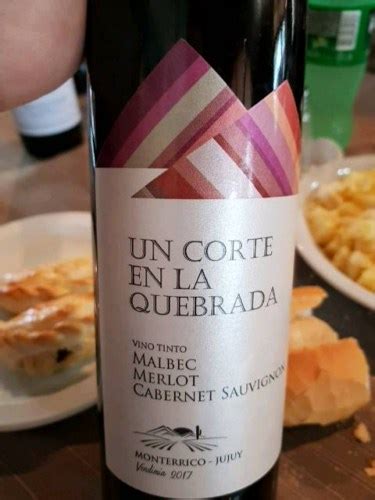 UN CORTE
EN LA
QUEBRADA
VINO TINTO
MALBEC
MERLOT
CABERNET SAUVIGNON
MONTERRICO - JUJUY
Vendimia 2017